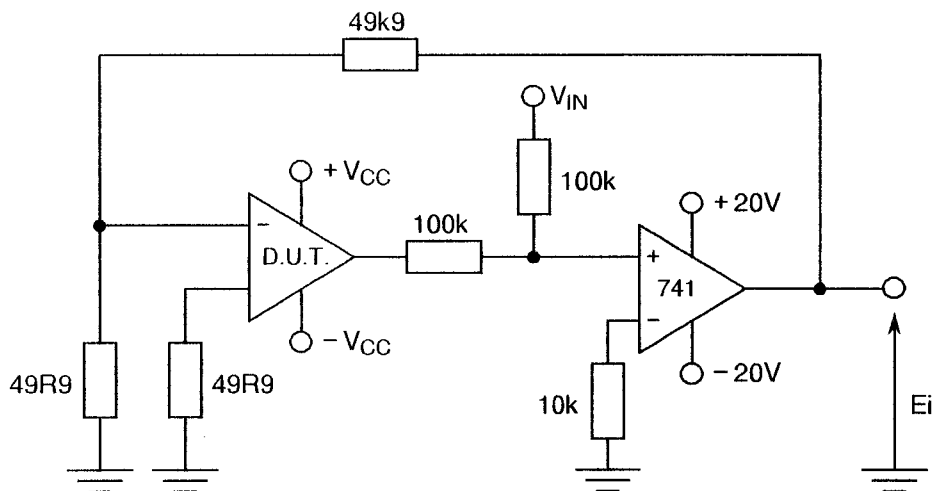 49k9
V_IN
+ V_CC
100k
100k
+ 20V
-
D.U.T.
+
741
-
- V_CC
- 20V
49R9
49R9
10k
Ei